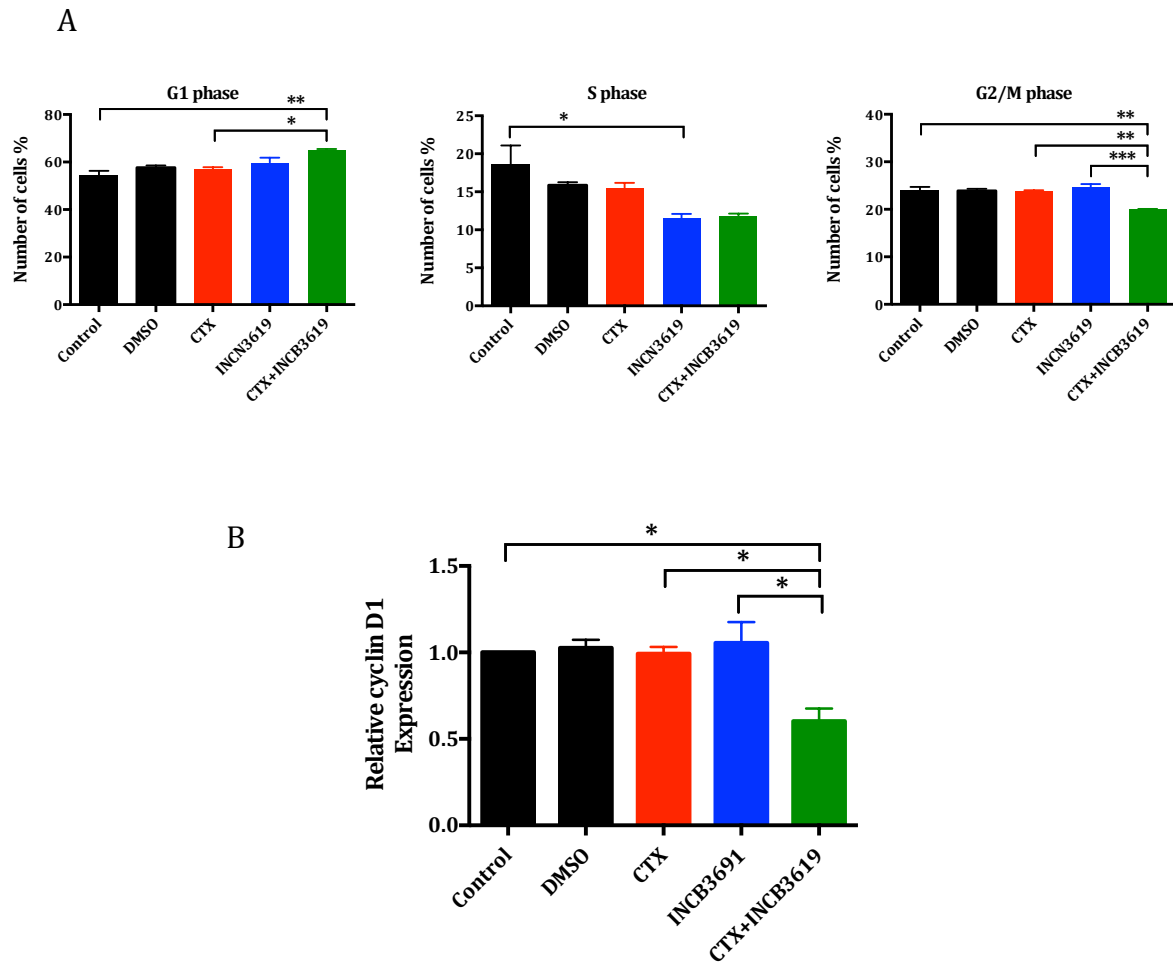 A
G1 phase
Number of cells %
80
60
40
20
0
**
*
Control
DMSO
CTX
INCN3619
CTX+INCB3619
S phase
Number of cells %
25
20
15
10
5
0
*
Control
DMSO
CTX
INCN3619
CTX+INCB3619
G2/M phase
Number of cells %
40
30
20
10
0
**
**
***
Control
DMSO
CTX
INCN3619
CTX+INCB3619
B
Relative cyclin D1
Expression
1.5
1.0
0.5
0.0
*
*
*
Control
DMSO
CTX
INCB3691
CTX+INCB3619